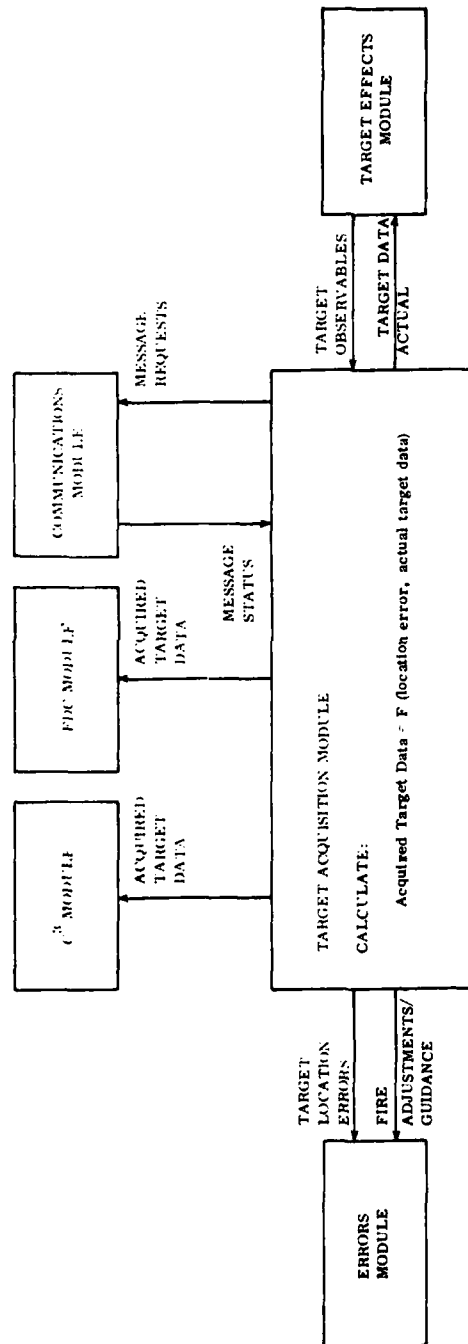 C³ MODULE
FDC MODULE
COMMUNICATIONS
MODULE
ACQUIRED
TARGET
DATA
ACQUIRED
TARGET
DATA
MESSAGE
STATUS
MESSAGE
REQUESTS
ERRORS
MODULE
TARGET
LOCATION
ERRORS
FIRE
ADJUSTMENTS/
GUIDANCE
TARGET ACQUISITION MODULE
CALCULATE:
Acquired Target Data = F (location error, actual target data)
TARGET
OBSERVABLES
TARGET DATA
ACTUAL
TARGET EFFECTS
MODULE